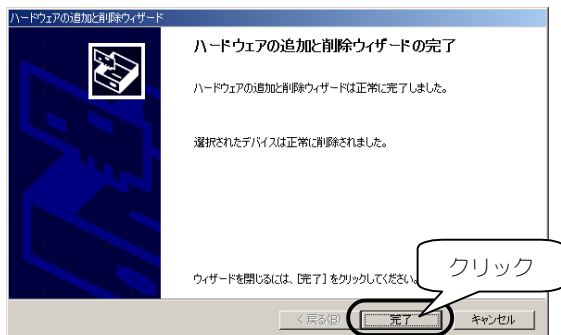 ハードウェアの追加と削除ウィザード
ハードウェアの追加と削除ウィザードの完了
ハードウェアの追加と削除ウィザードは正常に完了しました。
選択されたデバイスは正常に削除されました。
ウィザードを閉じるには、[完了] をクリックしてください。
クリック
< 戻る(B)
完了
キャンセル